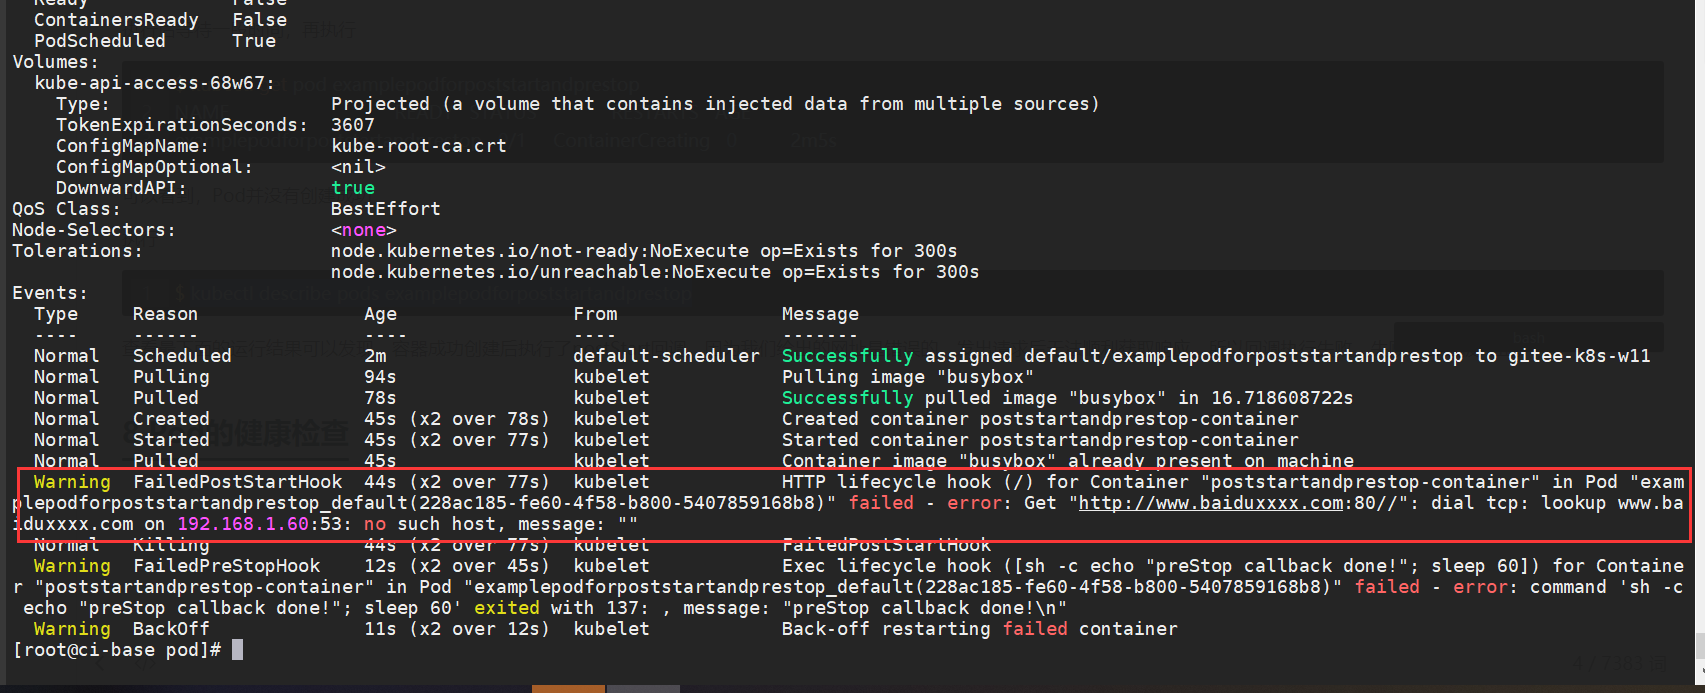 Ready             False
  ContainersReady   False
  PodScheduled      True
Volumes:
  kube-api-access-68w67:
    Type:                    Projected (a volume that contains injected data from multiple sources)
    TokenExpirationSeconds:  3607
    ConfigMapName:           kube-root-ca.crt
    ConfigMapOptional:       <nil>
    DownwardAPI:             true
QoS Class:                   BestEffort
Node-Selectors:              <none>
Tolerations:                 node.kubernetes.io/not-ready:NoExecute op=Exists for 300s
                             node.kubernetes.io/unreachable:NoExecute op=Exists for 300s
Events:
  Type     Reason               Age                From               Message
  ----     ------               ----               ----               -------
  Normal   Scheduled            2m                 default-scheduler  Successfully assigned default/examplepodforpoststartandprestop to gitee-k8s-w11
  Normal   Pulling              94s                kubelet            Pulling image "busybox"
  Normal   Pulled               78s                kubelet            Successfully pulled image "busybox" in 16.718608722s
  Normal   Created              45s (x2 over 78s)  kubelet            Created container poststartandprestop-container
  Normal   Started              45s (x2 over 77s)  kubelet            Started container poststartandprestop-container
  Normal   Pulled               45s                kubelet            Container image "busybox" already present on machine
  Warning  FailedPostStartHook  44s (x2 over 77s)  kubelet            HTTP lifecycle hook (/) for Container "poststartandprestop-container" in Pod "exam
plepodforpoststartandprestop_default(228ac185-fe60-4f58-b800-5407859168b8)" failed - error: Get "http://www.baiduxxxx.com:80//": dial tcp: lookup www.ba
iduxxxx.com on 192.168.1.60:53: no such host, message: ""
  Normal   Killing              44s (x2 over 77s)  kubelet            FailedPostStartHook
  Warning  FailedPreStopHook    12s (x2 over 45s)  kubelet            Exec lifecycle hook ([sh -c echo "preStop callback done!"; sleep 60]) for Containe
r "poststartandprestop-container" in Pod "examplepodforpoststartandprestop_default(228ac185-fe60-4f58-b800-5407859168b8)" failed - error: command 'sh -c
 echo "preStop callback done!"; sleep 60' exited with 137: , message: "preStop callback done!\n"
  Warning  BackOff              11s (x2 over 12s)  kubelet            Back-off restarting failed container
[root@ci-base pod]#